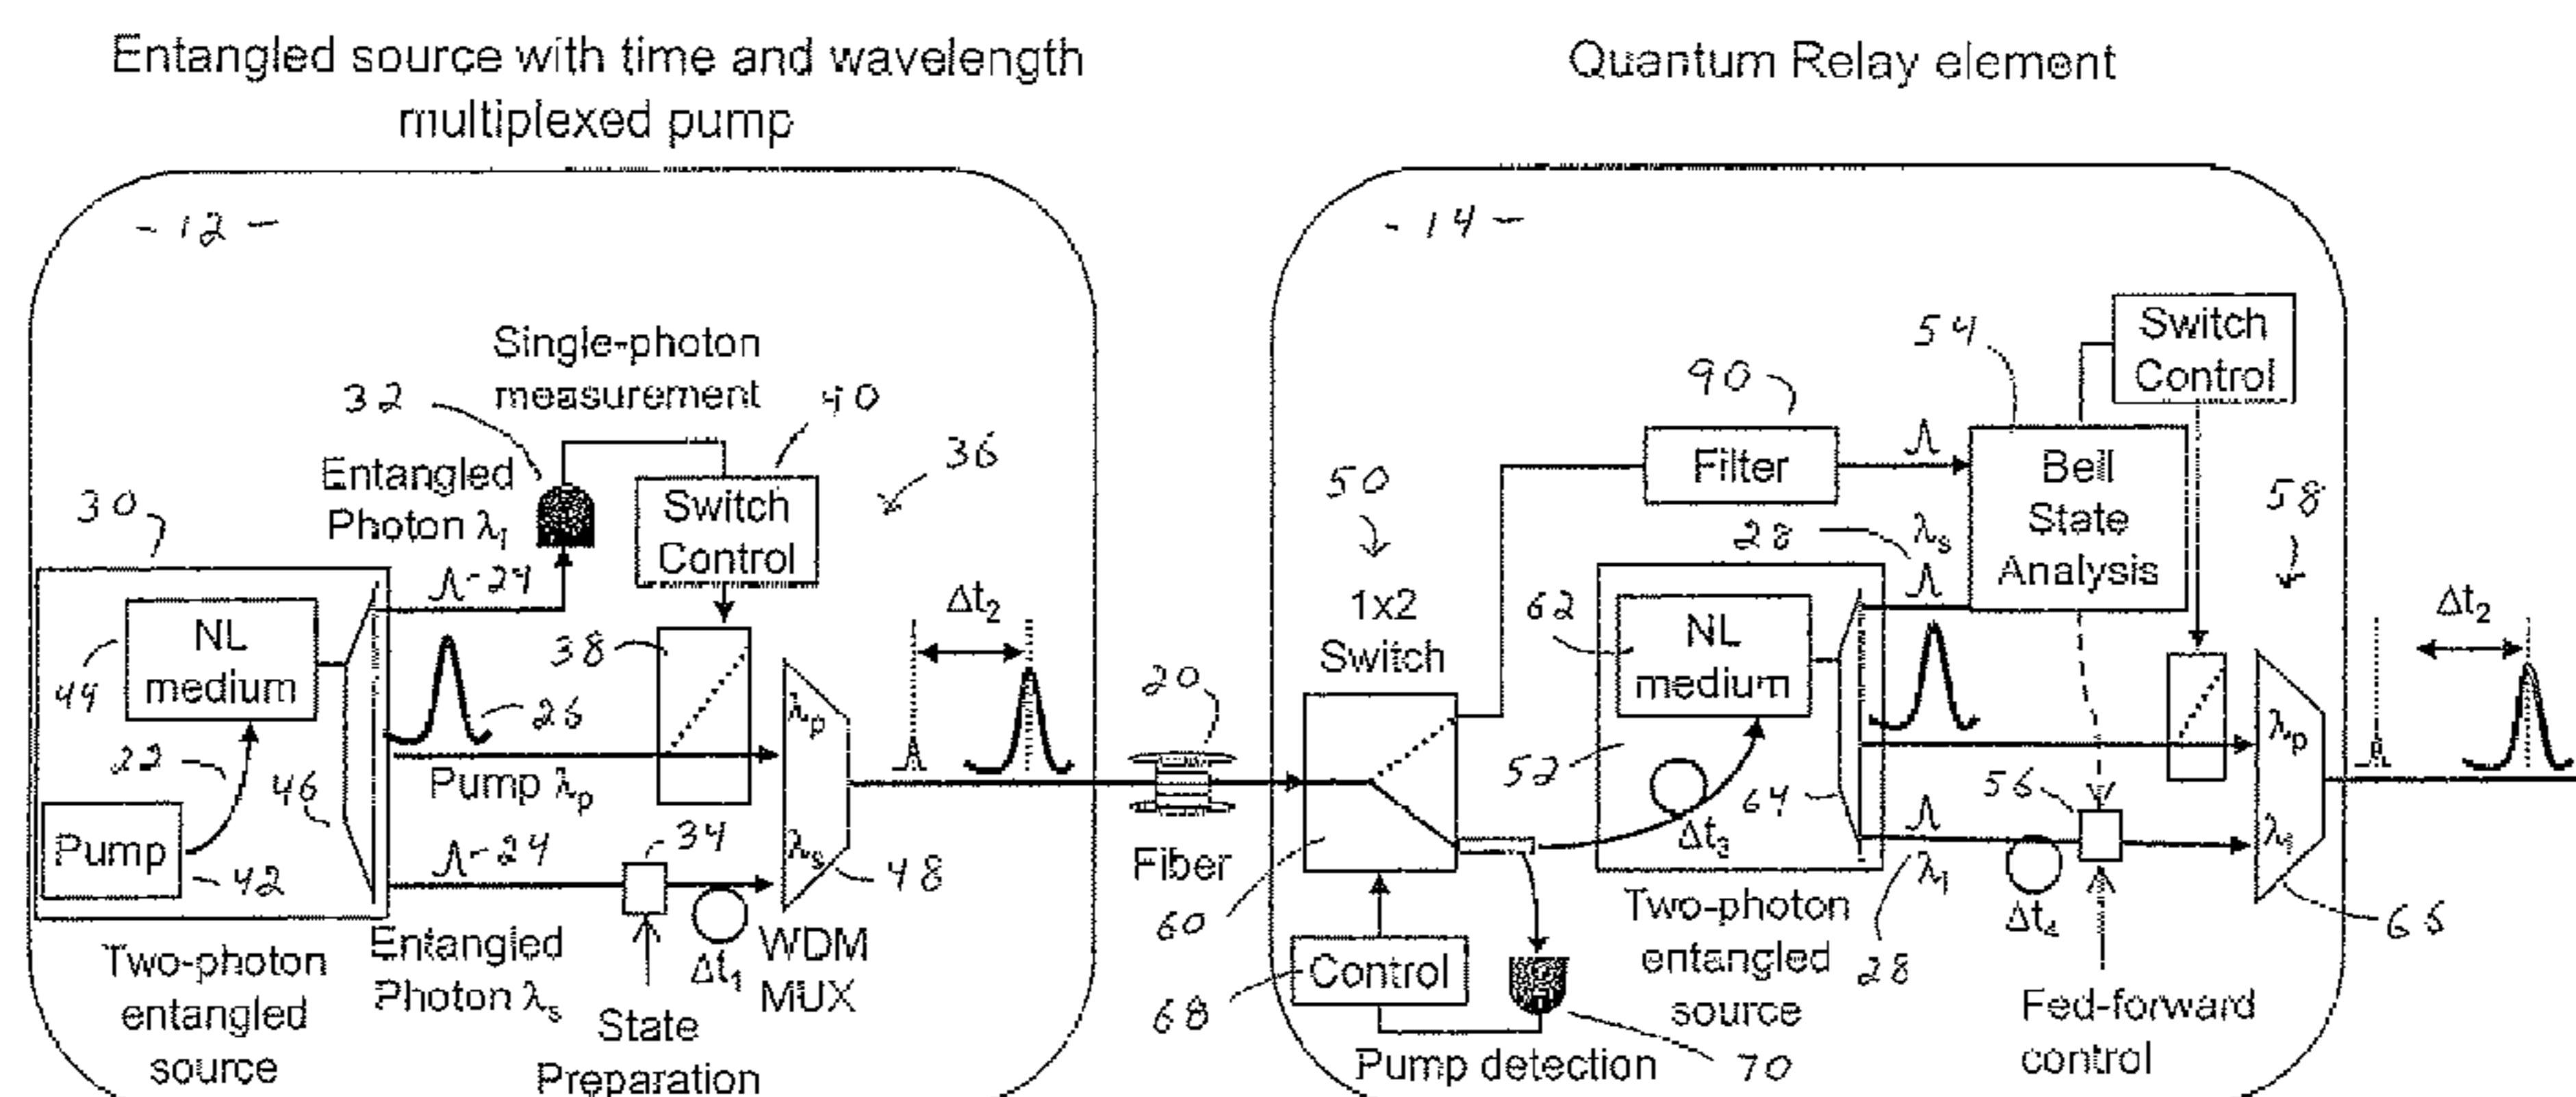 Entangled source with time and wavelength
multiplexed pump
- 12 -
Single-photon
measurement
32
40
36
Entangled
Photon λ₁
Switch
Control
30
24
44
NL
medium
38
Δt₂
26
22
46
Pump λₚ
λₚ
λₛ
Pump
42
24
34
48
Two-photon
entangled
source
Entangled
Photon λₛ
State
Preparation
Δt₁
WDM
MUX
20
Fiber
Quantum Relay element
- 14 -
54
Switch
Control
90
Filter
Bell
State
Analysis
50
1x2
Switch
28
λₛ
58
62
NL
medium
52
64
Δt₃
56
λₚ
λ₁
Δt₂
60
28
λ₁
Δt₄
66
Two-photon
entangled
source
68
Control
Pump detection
70
Fed-forward
control